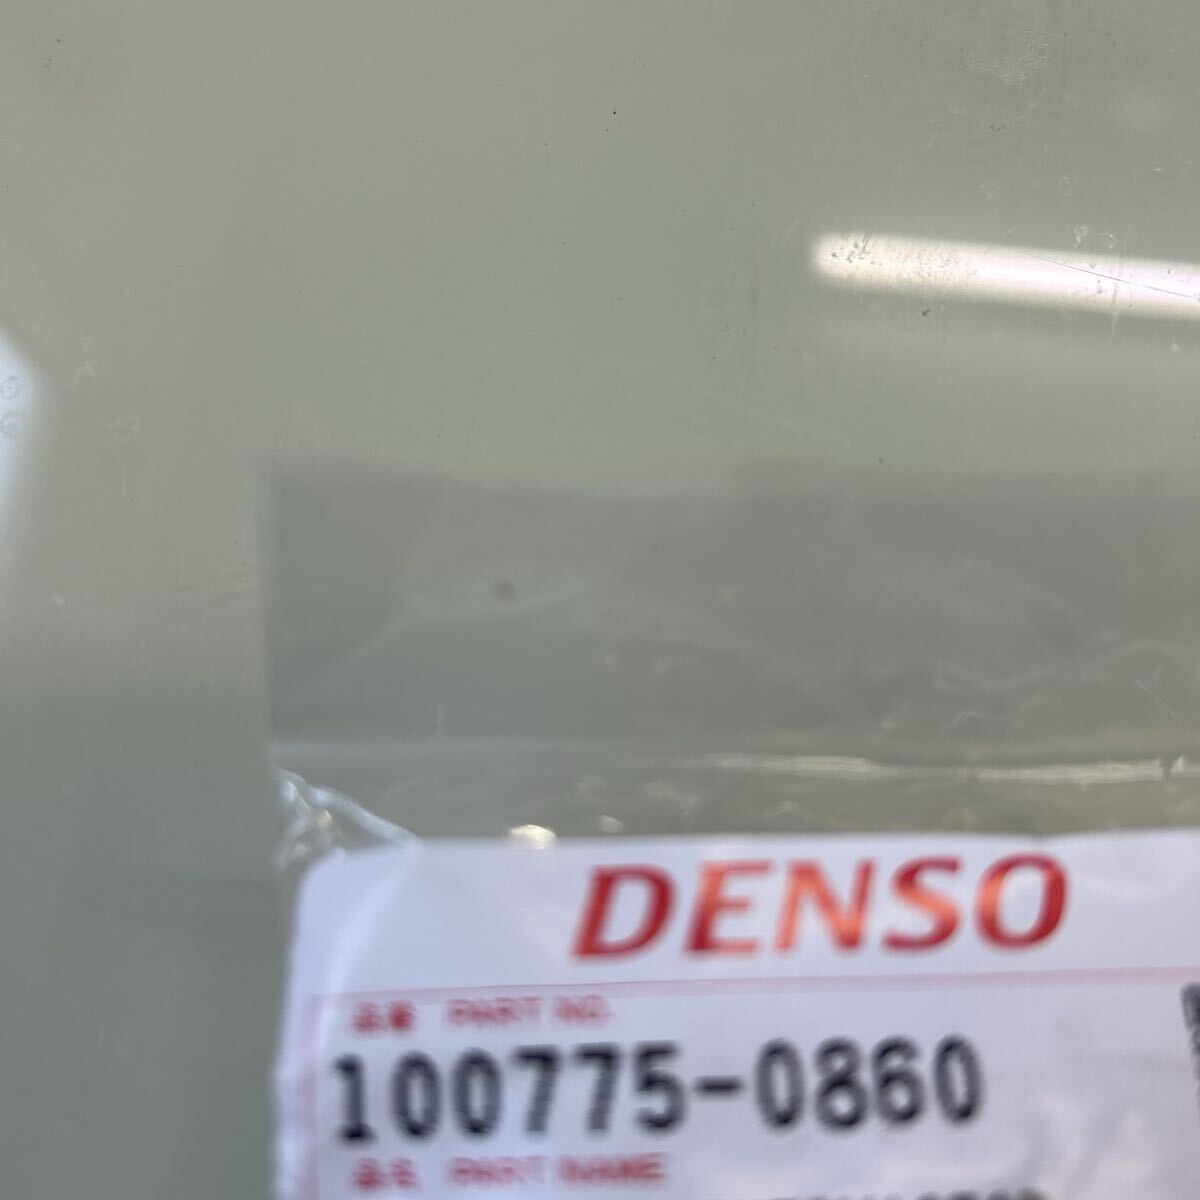 DENSO
品番 PART NO.
100775-0860
品名 PART NAME